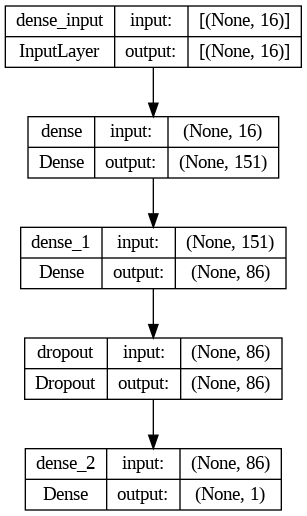 dense_input input: [(None, 16)]
InputLayer output: [(None, 16)]
dense input: (None, 16)
Dense output: (None, 151)
dense_1 input: (None, 151)
Dense output: (None, 86)
dropout input: (None, 86)
Dropout output: (None, 86)
dense_2 input: (None, 86)
Dense output: (None, 1)